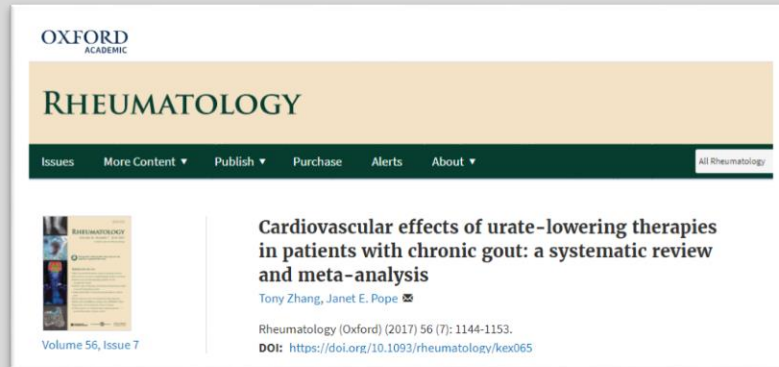 OXFORD
ACADEMIC
RHEUMATOLOGY
Issues More Content ▼ Publish ▼ Purchase Alerts About ▼ All Rheumatology
Cardiovascular effects of urate-lowering therapies
in patients with chronic gout: a systematic review
and meta-analysis
Tony Zhang, Janet E. Pope
Rheumatology (Oxford) (2017) 56 (7): 1144-1153.
DOI: https://doi.org/10.1093/rheumatology/kex065
RHEUMATOLOGY
Volume 56, Issue 7